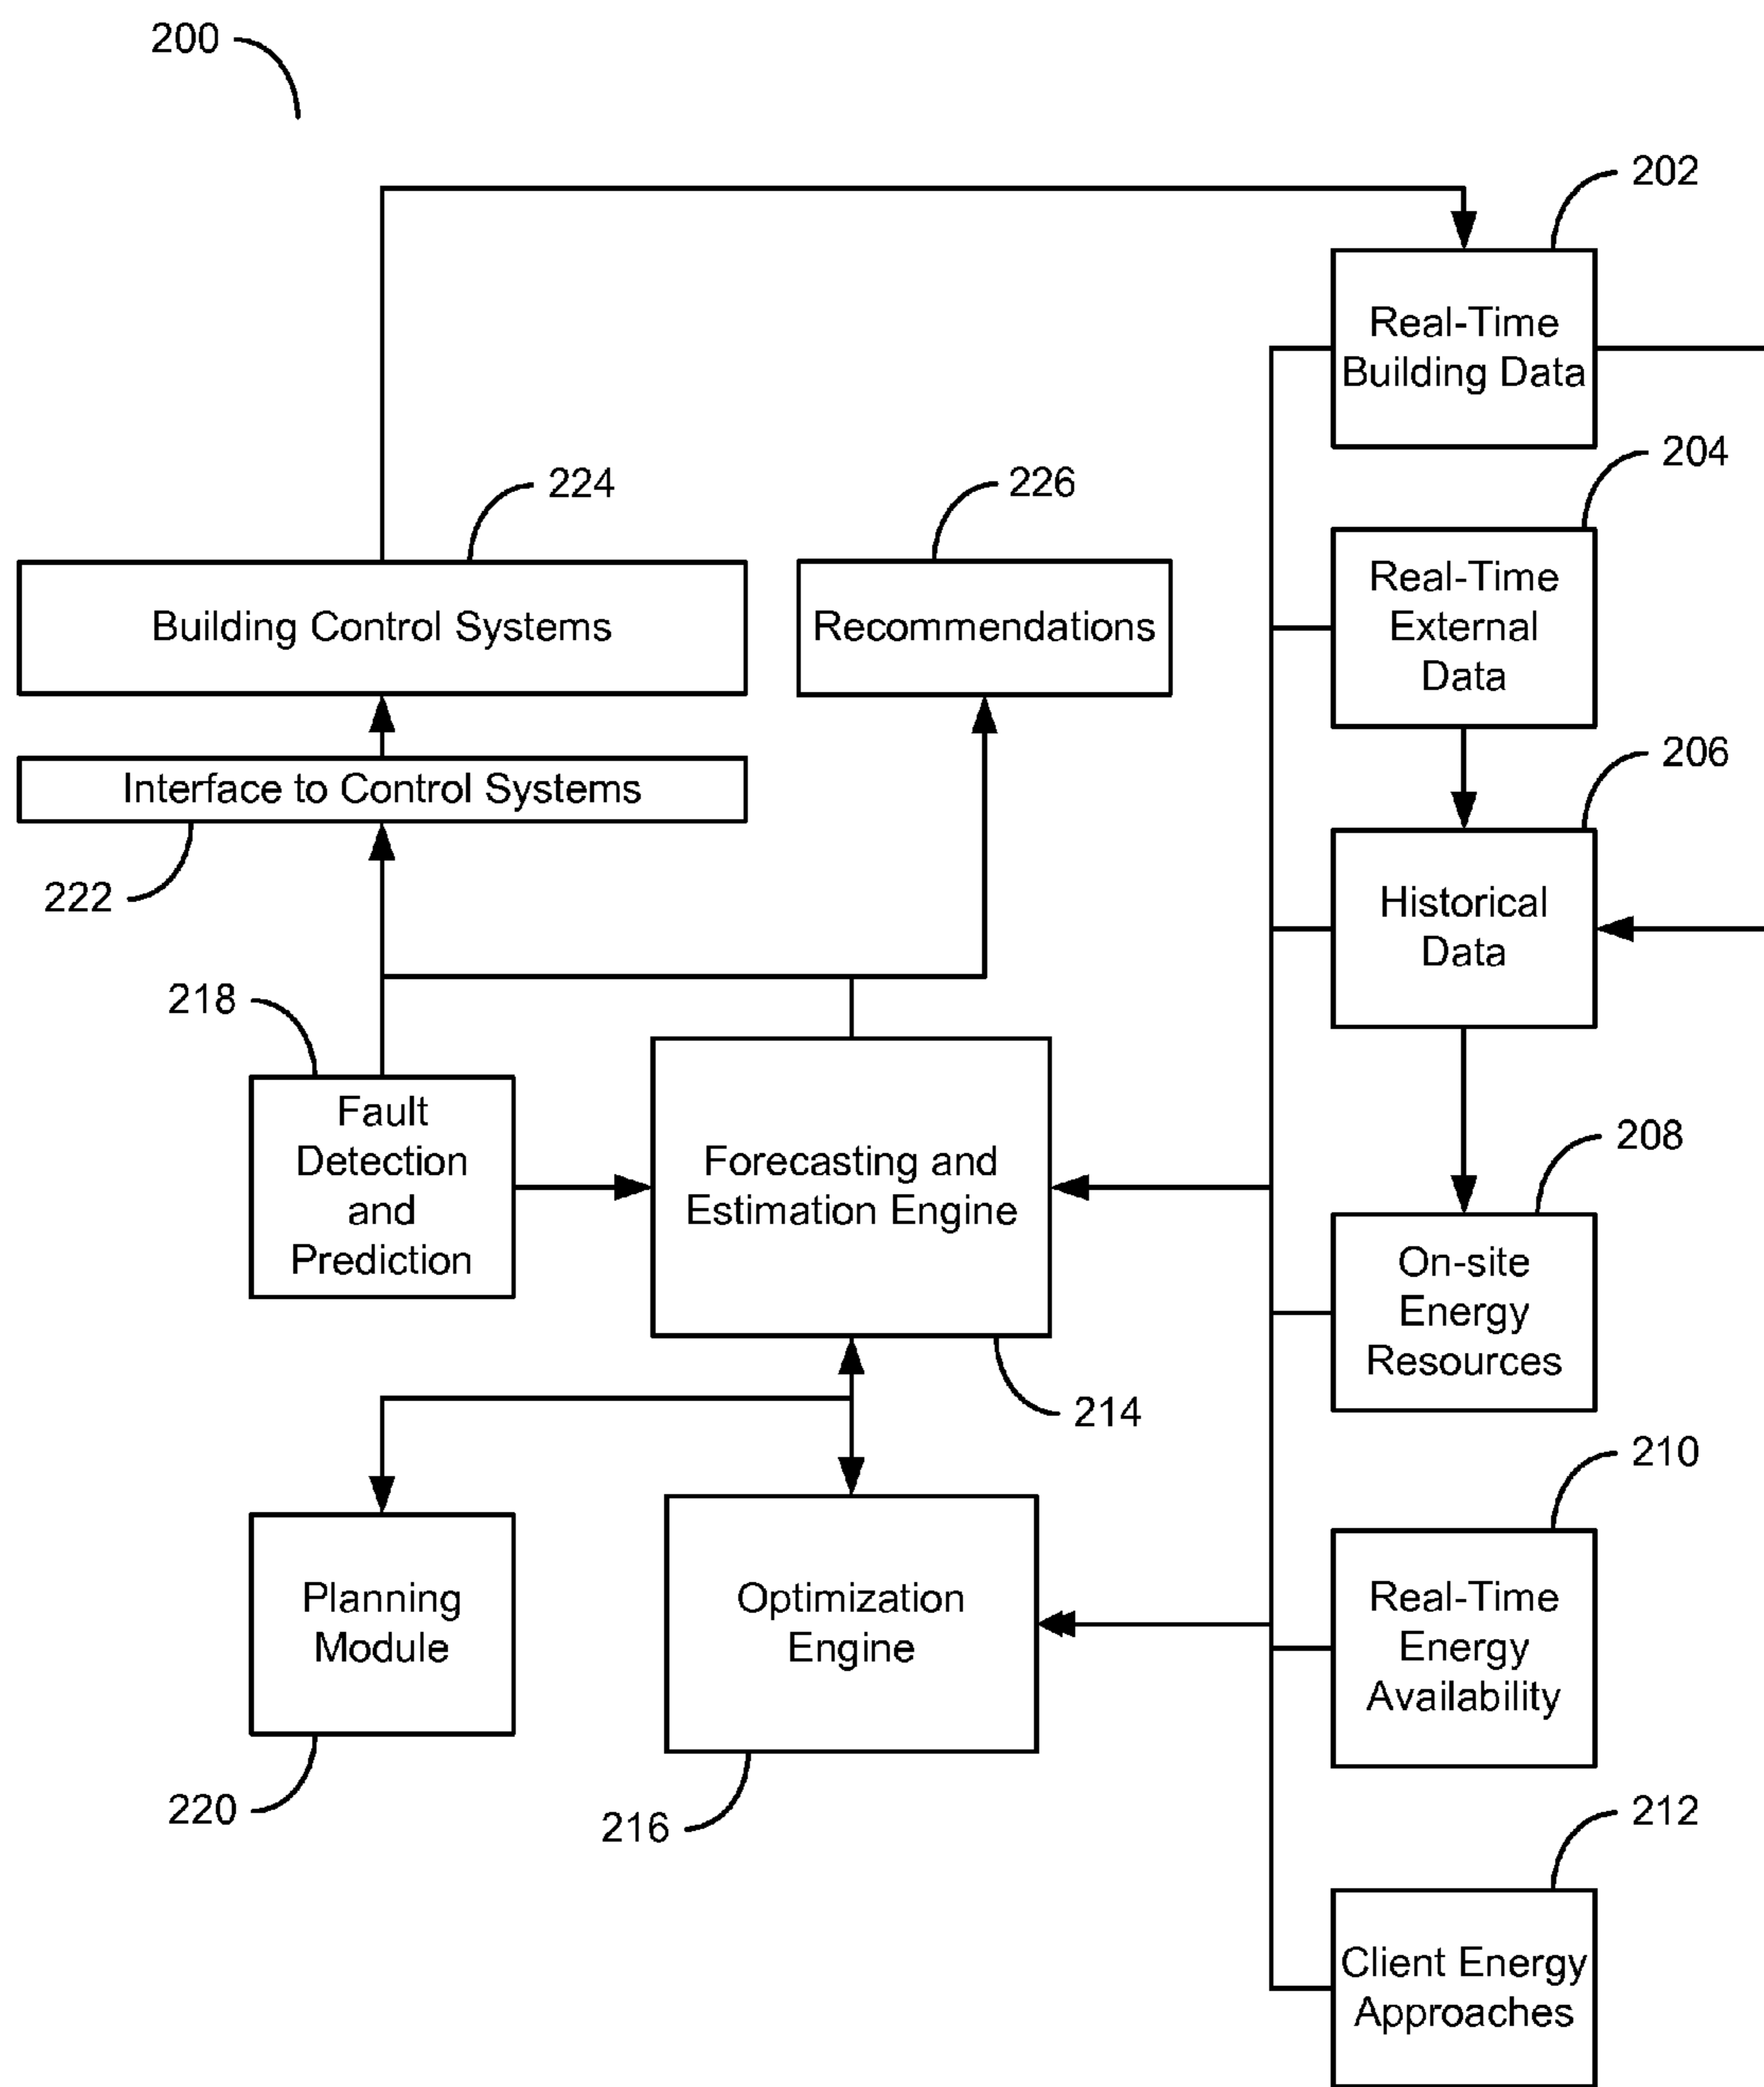 200
202
Real-Time
Building Data
204
224
226
Real-Time
External
Data
Building Control Systems
Recommendations
206
Interface to Control Systems
222
Historical
Data
218
Fault
Detection
and
Prediction
Forecasting and
Estimation Engine
208
On-site
Energy
Resources
214
210
Planning
Module
Optimization
Engine
Real-Time
Energy
Availability
220
216
212
Client Energy
Approaches